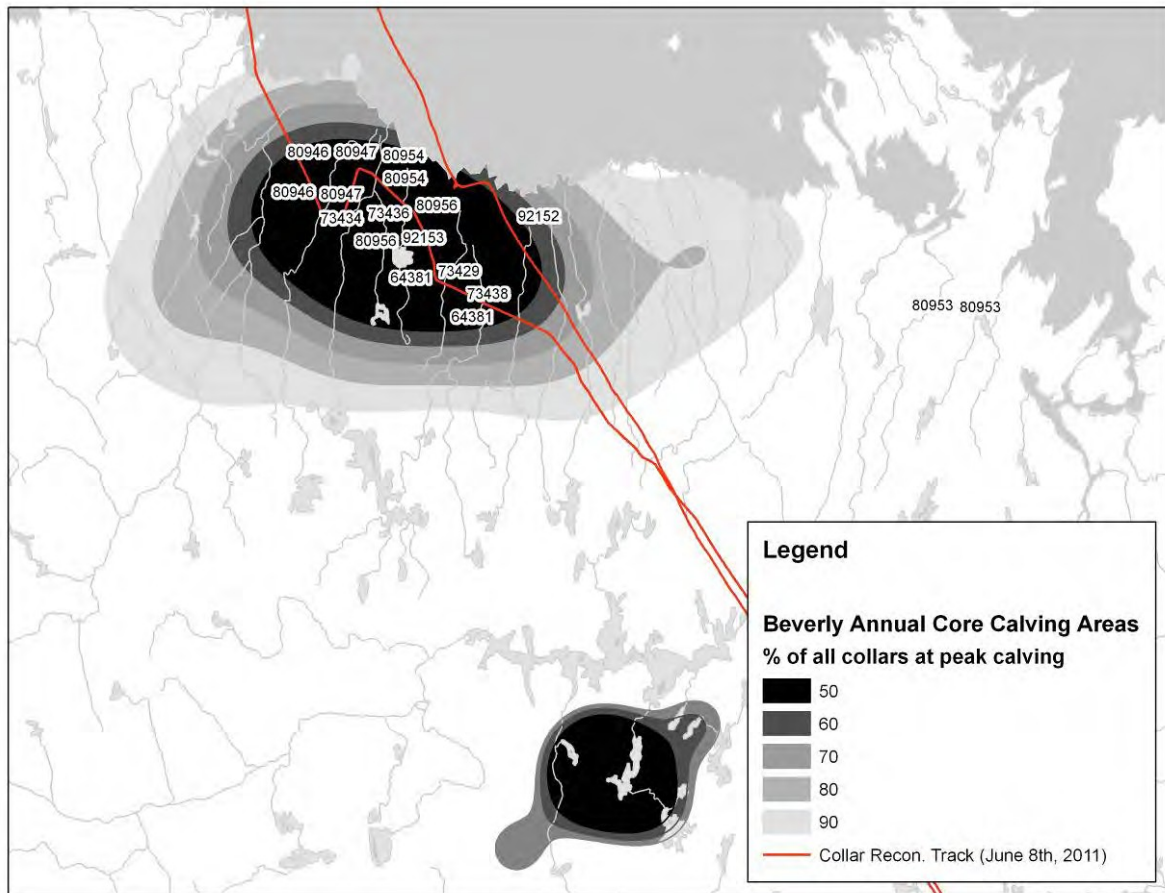 80946 80947 80954
80954
80946 80947
80956
73434 73436 92152
80956 92153
64381 73429
73438
64381
80953 80953
Legend
Beverly Annual Core Calving Areas
% of all collars at peak calving
50
60
70
80
90
Collar Recon. Track (June 8th, 2011)